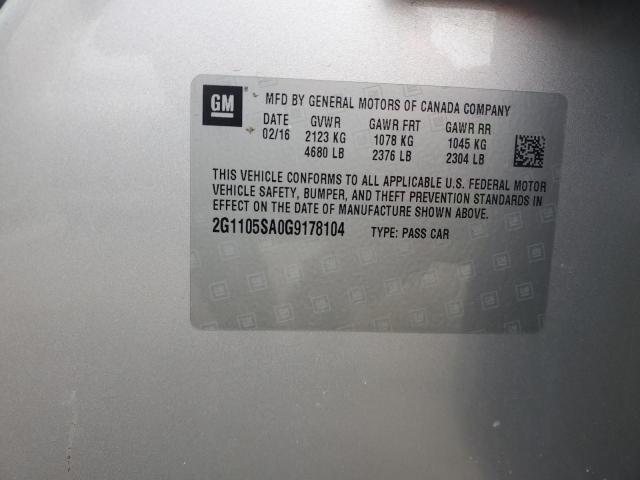 GM MFD BY GENERAL MOTORS OF CANADA COMPANY
DATE GVWR GAWR FRT GAWR RR
02/16 2123 KG 1078 KG 1045 KG
4680 LB 2376 LB 2304 LB
THIS VEHICLE CONFORMS TO ALL APPLICABLE U.S. FEDERAL MOTOR
VEHICLE SAFETY, BUMPER, AND THEFT PREVENTION STANDARDS IN
EFFECT ON THE DATE OF MANUFACTURE SHOWN ABOVE.
2G1105SA0G9178104 TYPE: PASS CAR